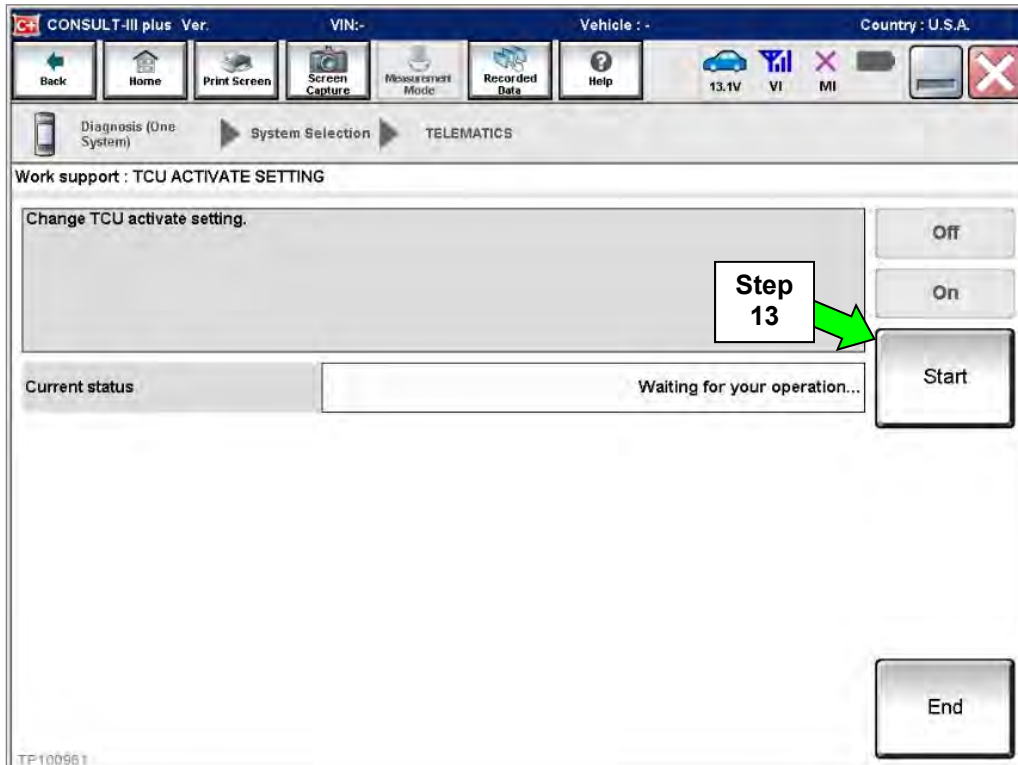 C+ CONSULT-III plus Ver. VIN:- Vehicle : - Country : U.S.A.
Back Home Print Screen Screen Capture Measurement Mode Recorded Data Help 13.1V VI MI
Diagnosis (One System) System Selection TELEMATICS
Work support : TCU ACTIVATE SETTING
Change TCU activate setting.
Off
On
Step
13
Start
Current status Waiting for your operation...
End
TP100961